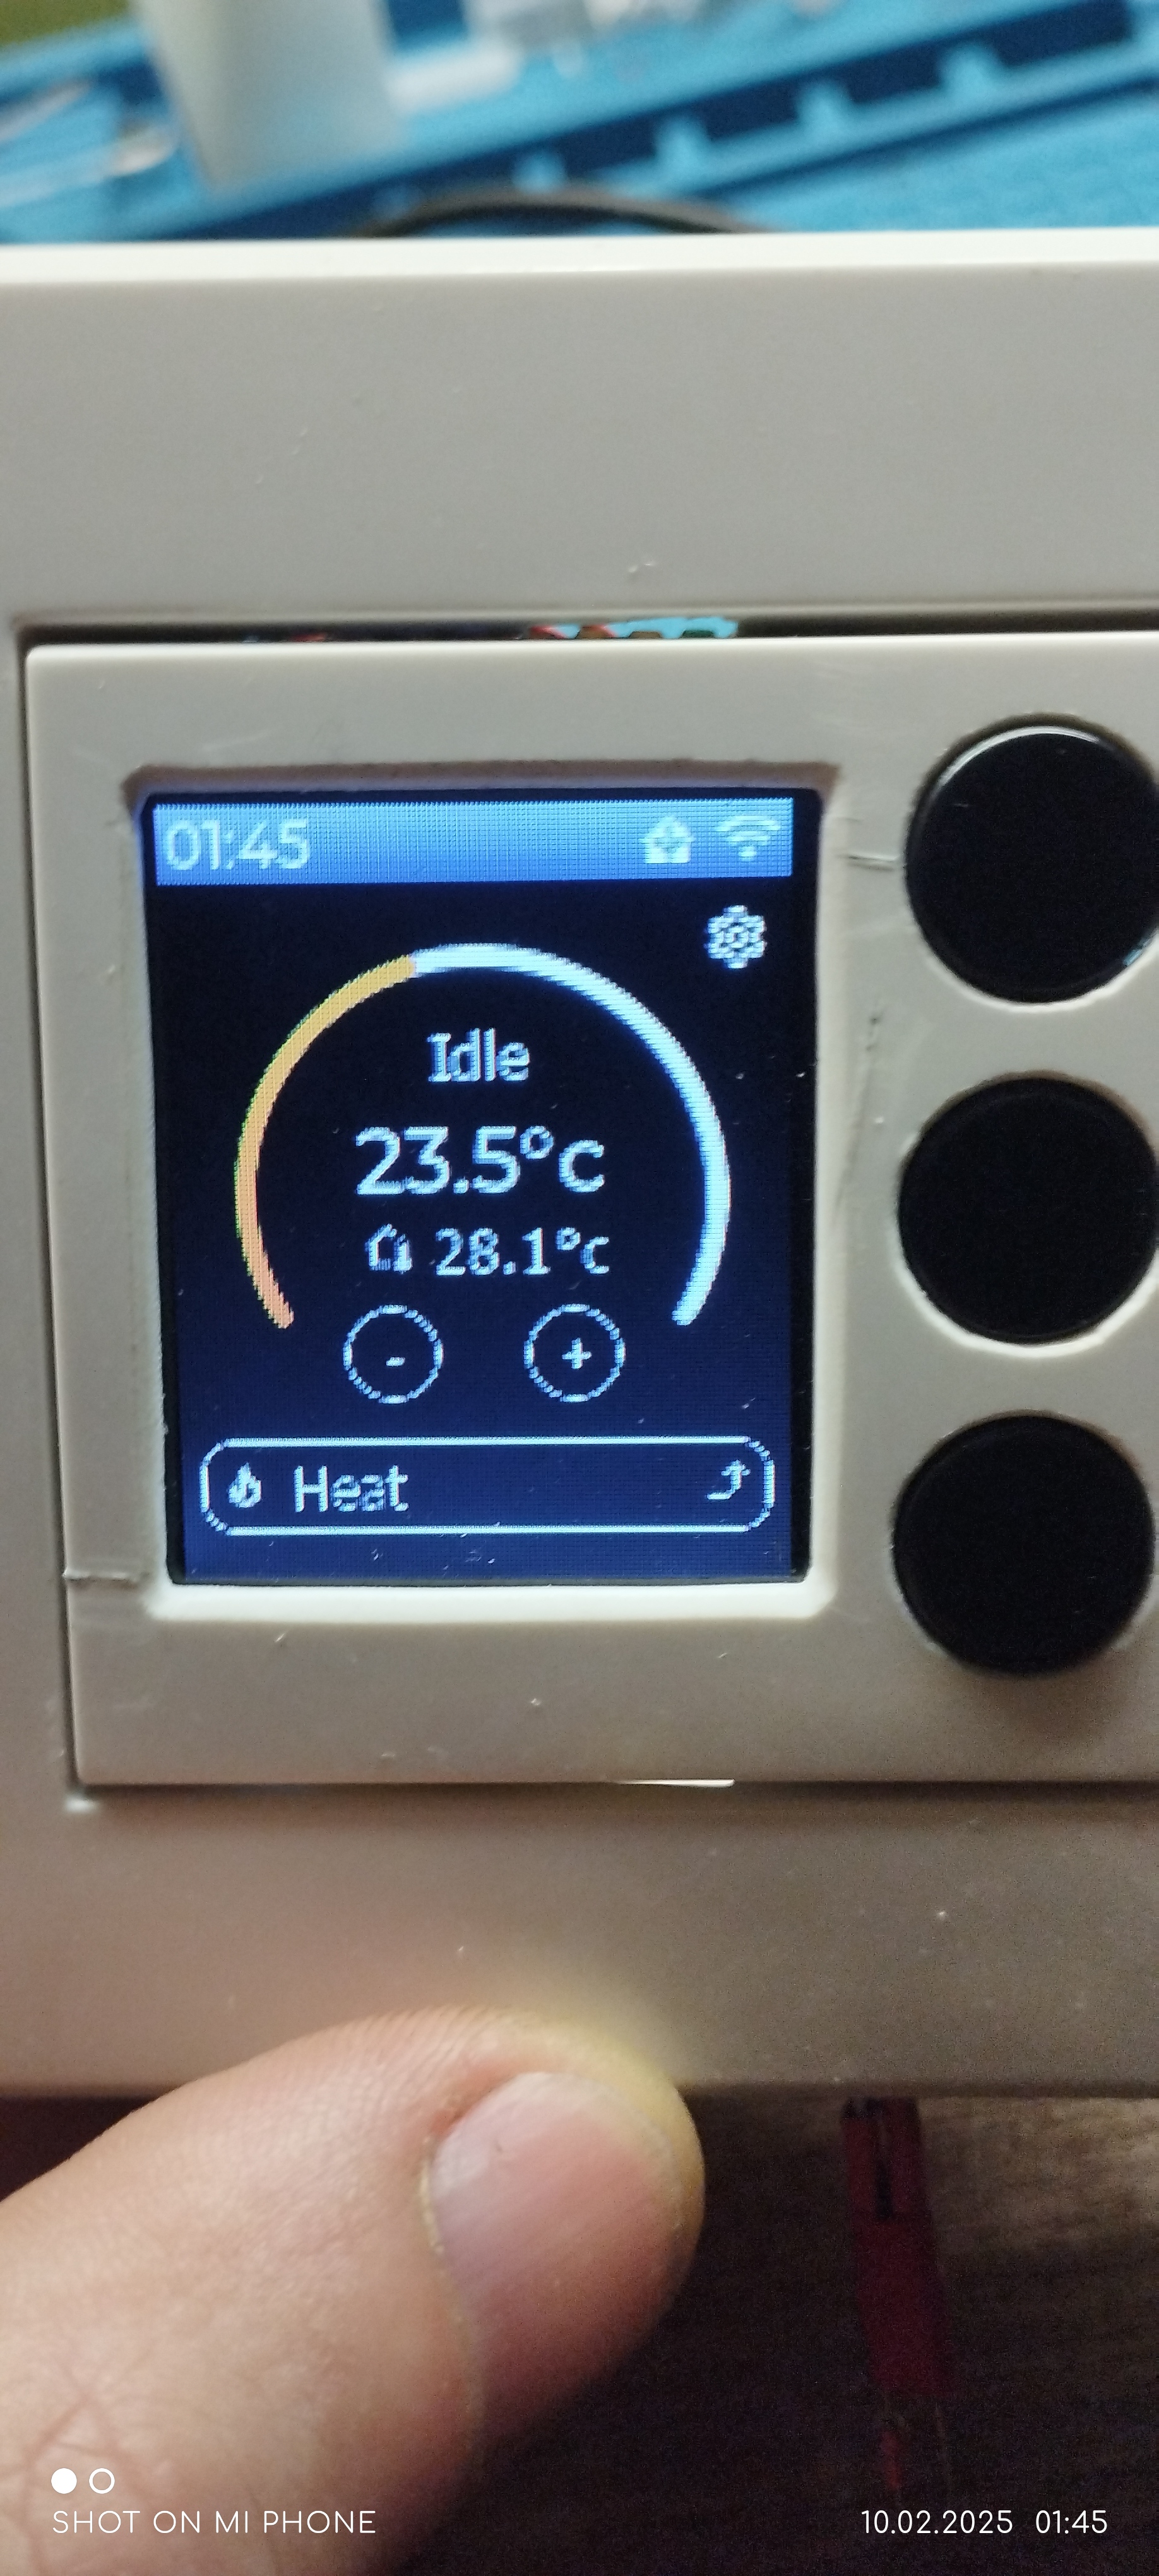 01:45
Idle
23.5°C
28.1°C
- +
Heat
SHOT ON MI PHONE
10.02.2025 01:45